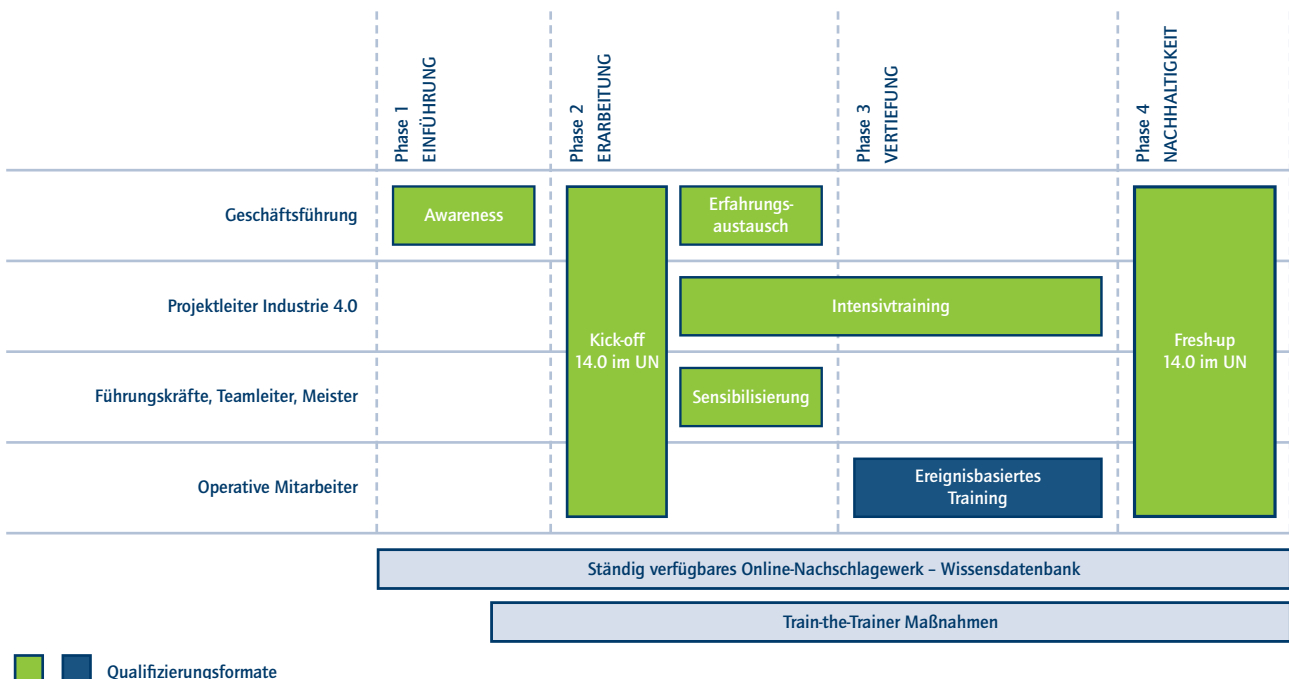 Phase 1
EINFÜHRUNG
Phase 2
ERARBEITUNG
Phase 3
VERTIEFUNG
Phase 4
NACHHALTIGKEIT
Geschäftsführung
Awareness
Erfahrungs-
austausch
Projektleiter Industrie 4.0
Intensivtraining
Kick-off
14.0 im UN
Fresh-up
14.0 im UN
Führungskräfte, Teamleiter, Meister
Sensibilisierung
Operative Mitarbeiter
Ereignisbasiertes
Training
Ständig verfügbares Online-Nachschlagewerk – Wissensdatenbank
Train-the-Trainer Maßnahmen
Qualifizierungsformate